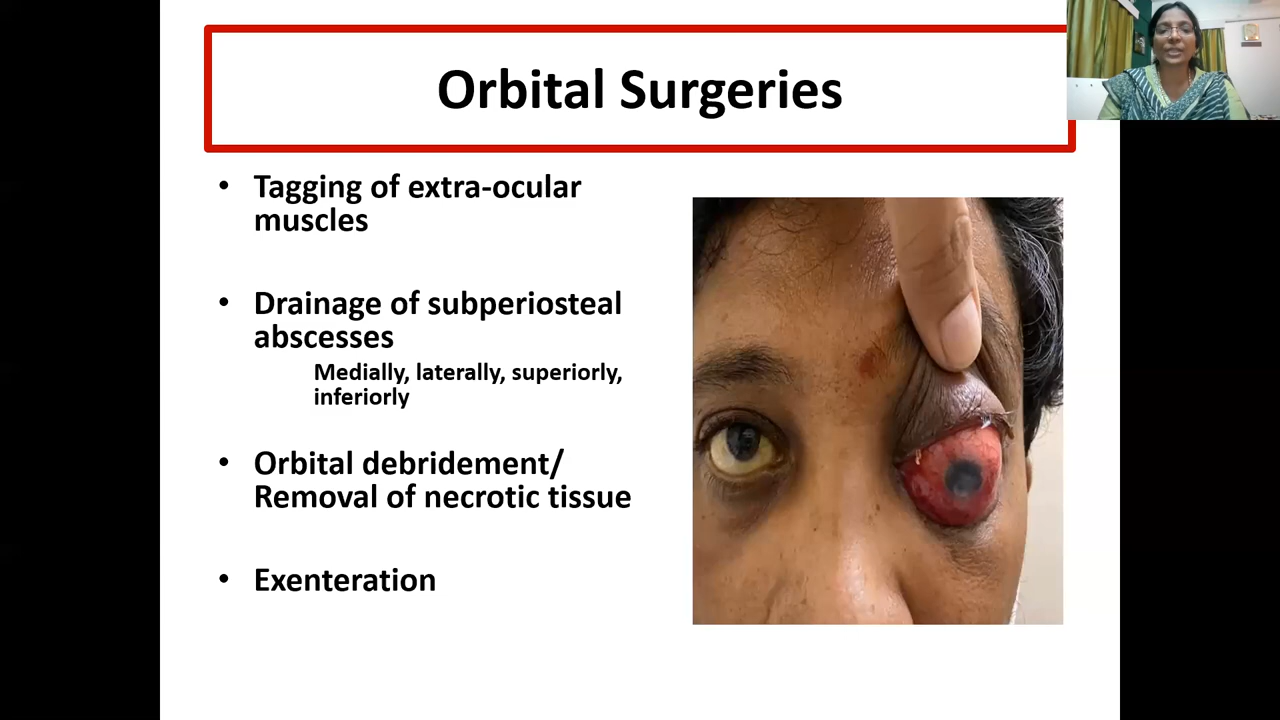 Orbital Surgeries
• Tagging of extra-ocular
muscles
• Drainage of subperiosteal
abscesses
Medially, laterally, superiorly,
inferiorly
• Orbital debridement/
Removal of necrotic tissue
• Exenteration